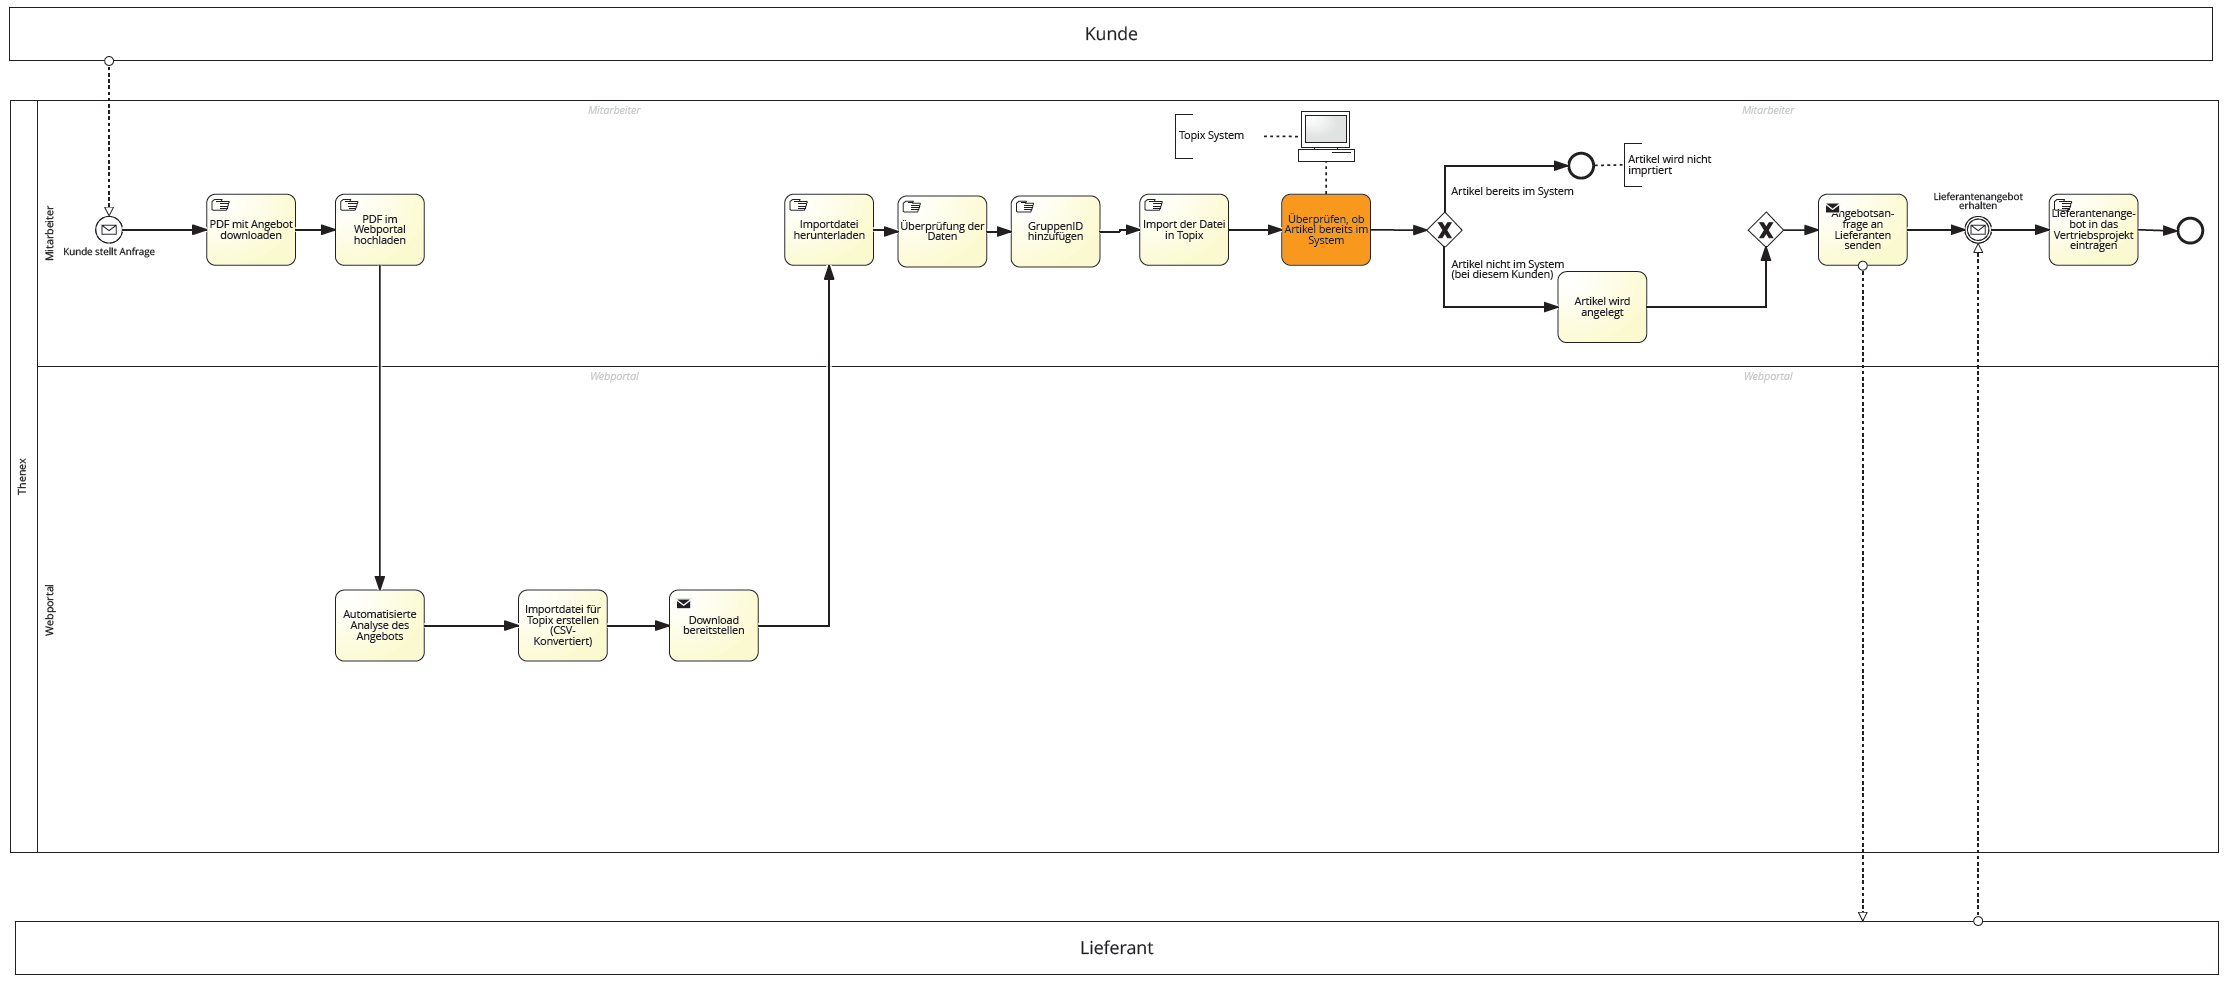 Kunde
Mitarbeiter
Mitarbeiter
Topix System
Artikel wird nicht
imprtiert
Thenex
Mitarbeiter
Kunde stellt Anfrage
PDF mit Angebot
downloaden
PDF im
Webportal
hochladen
Importdatei
herunterladen
Überprüfung der
Daten
GruppenID
hinzufügen
Import der Datei
in Topix
Überprüfen, ob
Artikel bereits im
System
Artikel bereits im System
Artikel nicht im System
(bei diesem Kunden)
Artikel wird
angelegt
Angebotsan-
frage an
Lieferanten
senden
Lieferantenangebot
erhalten
Lieferantenange-
bot in das
Vertriebsprojekt
eintragen
Webportal
Webportal
Webportal
Automatisierte
Analyse des
Angebots
Importdatei für
Topix erstellen
(CSV-
Konvertiert)
Download
bereitstellen
Lieferant